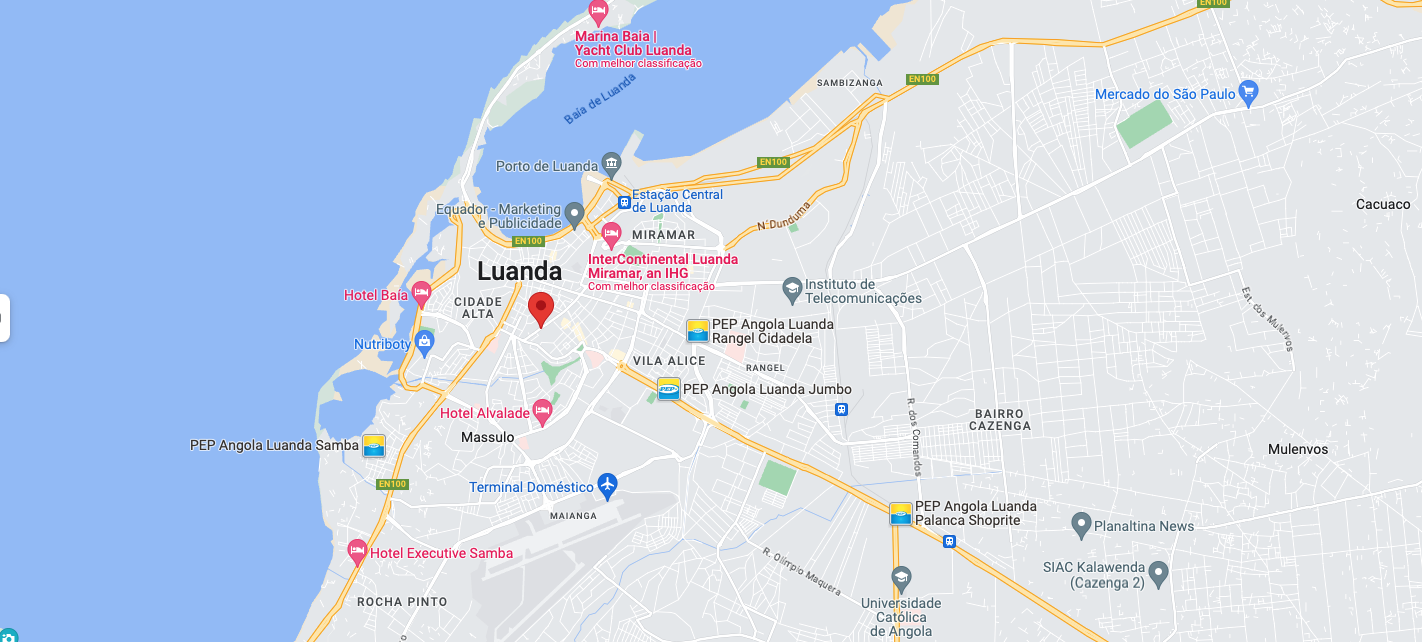 EN100
Marina Baia |
Yacht Club Luanda
Com melhor classificação
Baía de Luanda
SAMBIZANGA
EN100
Mercado do São Paulo
Porto de Luanda
EN100
Estação Central
de Luanda
Equador - Marketing
e Publicidade
N' Dunduma
Cacuaco
MIRAMAR
EN100
InterContinental Luanda
Miramar, an IHG
Com melhor classificação
Luanda
Hotel Baía
CIDADE
ALTA
Instituto de
Telecomunicações
Est. dos Mulenvos
PEP Angola Luanda
Rangel Cidadela
Nutriboty
VILA ALICE
RANGEL
PEP
PEP Angola Luanda Jumbo
Hotel Alvalade
Massulo
R. dos Comandos
BAIRRO
CAZENGA
PEP Angola Luanda Samba
Mulenvos
EN100
Terminal Doméstico
MAIANGA
PEP Angola Luanda
Palanca Shoprite
Planaltina News
Hotel Executive Samba
R. Olímpio Maquera
SIAC Kalawenda
(Cazenga 2)
ROCHA PINTO
Universidade
Católica
de Angola